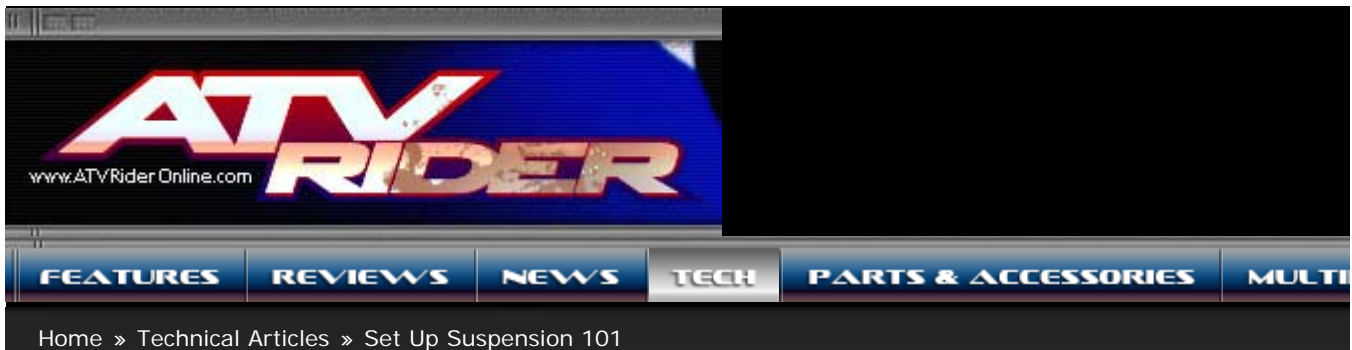 ATV
RIDER
www.ATVRiderOnline.com
FEATURES REVIEWS NEWS TECH PARTS & ACCESSORIES MULTI
Home » Technical Articles » Set Up Suspension 101